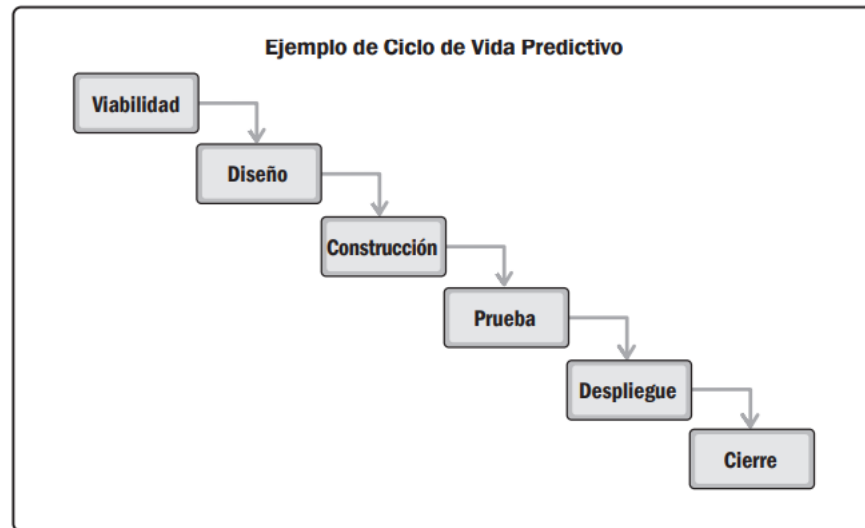 Ejemplo de Ciclo de Vida Predictivo
Viabilidad
Diseño
Construcción
Prueba
Despliegue
Cierre